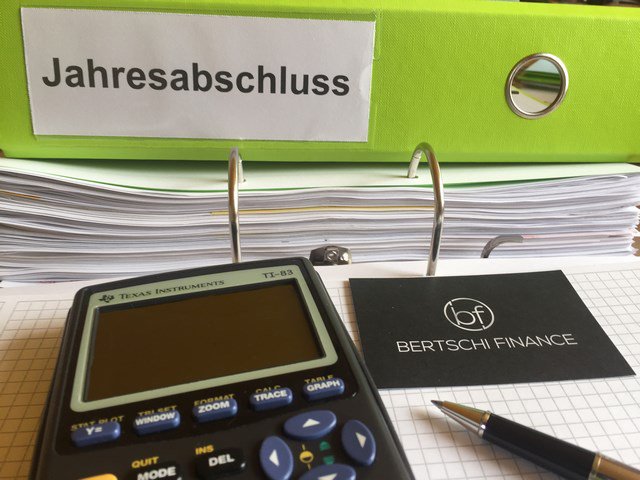 Jahresabschluss
TEXAS INSTRUMENTS TI-83
bf
BERTSCHI FINANCE
STAT PLOT TBLSET FORMAT CALC TABLE
Y= WINDOW ZOOM TRACE GRAPH
QUIT INS
MODE DEL